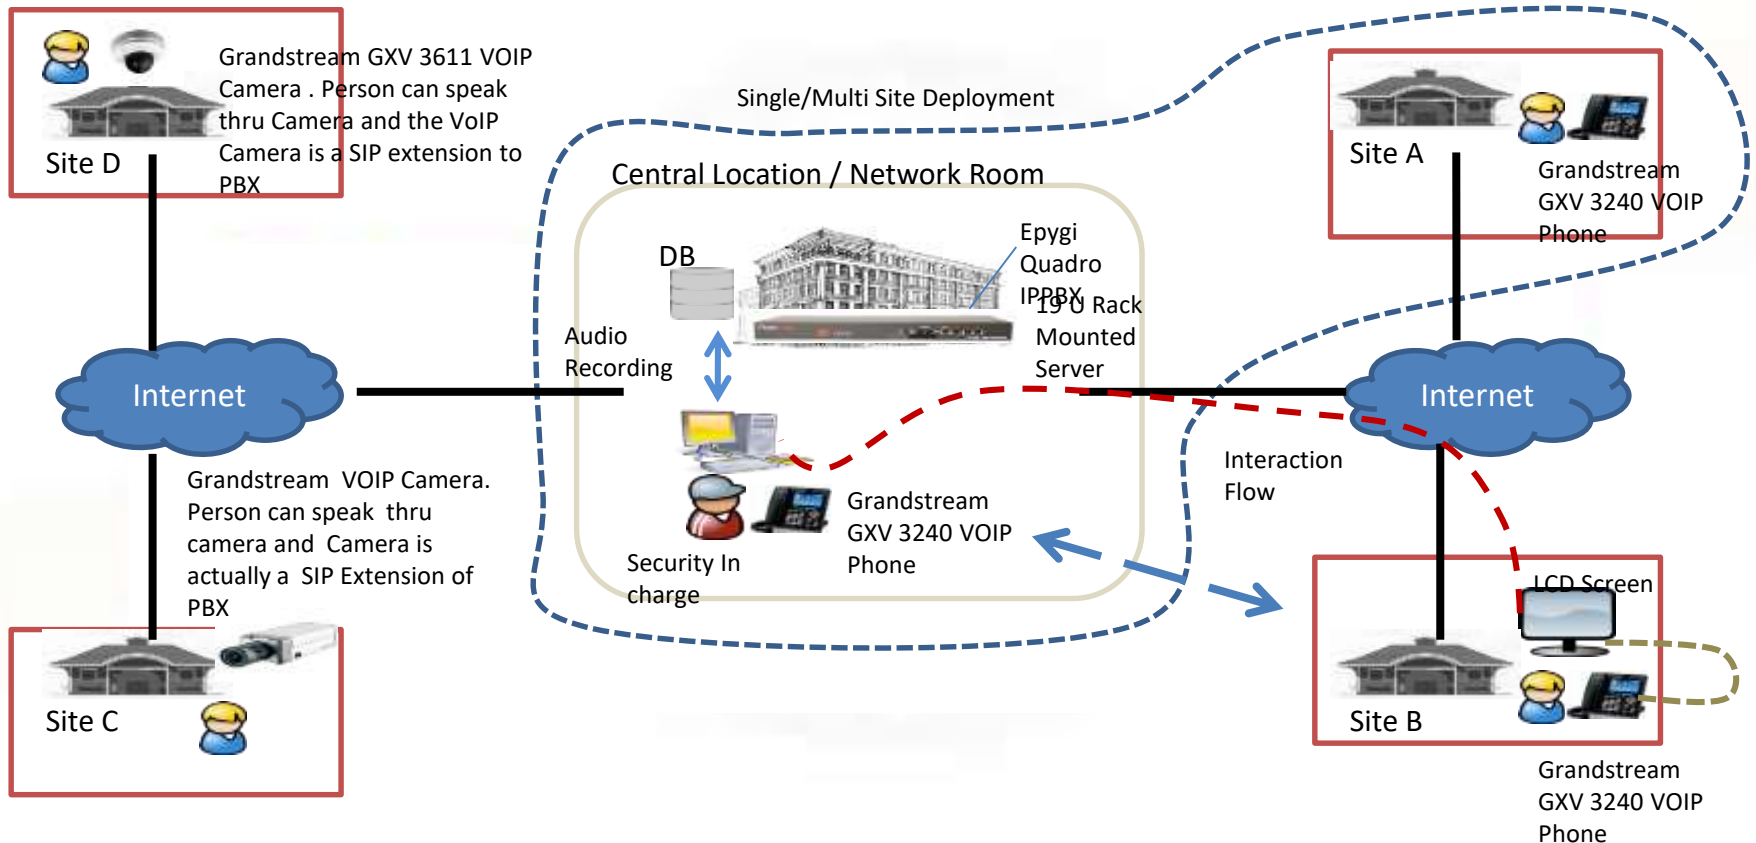 Grandstream GXV 3611 VOIP
Camera . Person can speak
thru Camera and the VoIP
Camera is a SIP extension to
PBX
Site D
Single/Multi Site Deployment
Central Location / Network Room
Site A
Grandstream
GXV 3240 VOIP
Phone
DB
Epygi
Quadro
IPPBX
19 U Rack
Mounted
Server
Audio
Recording
Internet
Internet
Interaction
Flow
Grandstream  VOIP Camera.
Person can speak  thru
camera and  Camera is
actually a  SIP Extension of
PBX
Grandstream
GXV 3240 VOIP
Phone
Security In
charge
LCD Screen
Site C
Site B
Grandstream
GXV 3240 VOIP
Phone